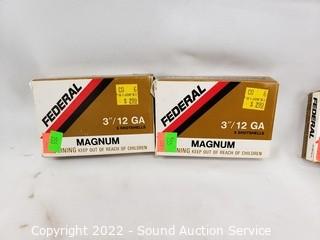 FEDERAL
3"/12 GA
5 SHOTSHELLS
MAGNUM
KEEP OUT OF REACH OF CHILDREN
FEDERAL
3"/12 GA
5 SHOTSHELLS
MAGNUM
WARNING KEEP OUT OF REACH OF CHILDREN
Copyright 2022 - Sound Auction Service